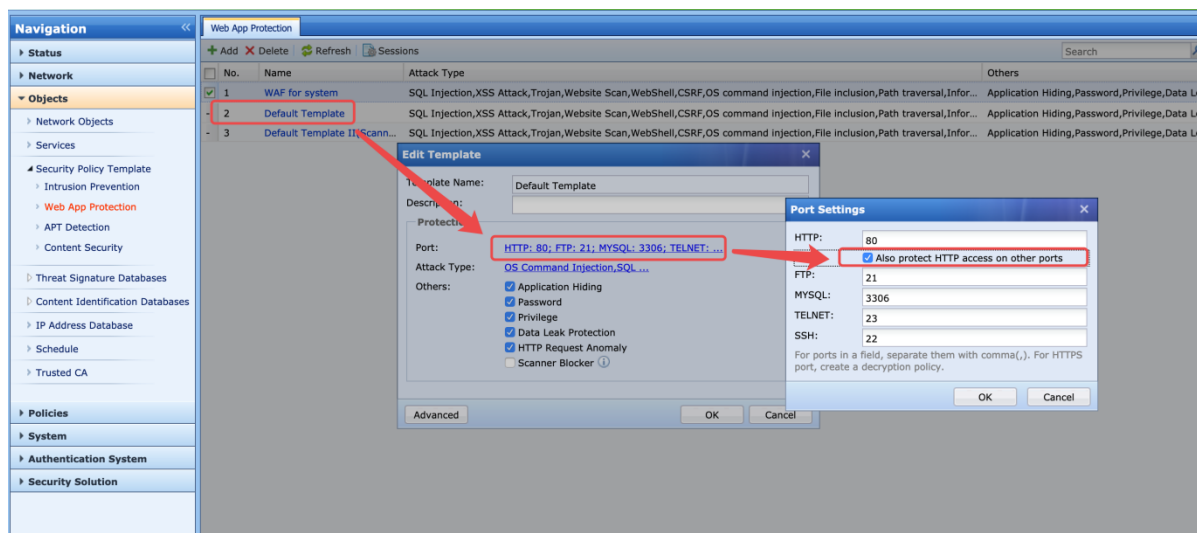 Navigation
Status
Network
Objects
Network Objects
Services
Security Policy Template
Intrusion Prevention
Web App Protection
APT Detection
Content Security
Threat Signature Databases
Content Identification Databases
IP Address Database
Schedule
Trusted CA
Policies
System
Authentication System
Security Solution
Web App Protection
Add Delete Refresh Sessions Search
No. Name Attack Type Others
1 WAF for system SQL Injection,XSS Attack,Trojan,Website Scan,WebShell,CSRF,OS command injection,File inclusion,Path traversal,Infor... Application Hiding,Password,Privilege,Data L
- 2 Default Template SQL Injection,XSS Attack,Trojan,Website Scan,WebShell,CSRF,OS command injection,File inclusion,Path traversal,Infor... Application Hiding,Password,Privilege,Data L
- 3 Default Template II(Scann... SQL Injection,XSS Attack,Trojan,Website Scan,WebShell,CSRF,OS command injection,File inclusion,Path traversal,Infor... Application Hiding,Password,Privilege,Data L
Edit Template
Template Name: Default Template
Description:
Port: HTTP: 80; FTP: 21; MYSQL: 3306; TELNET: ...
Attack Type: OS Command Injection,SQL ...
Others: Application Hiding
Password
Privilege
Data Leak Protection
HTTP Request Anomaly
Scanner Blocker
Advanced OK Cancel
Port Settings
HTTP: 80
Also protect HTTP access on other ports
FTP: 21
MYSQL: 3306
TELNET: 23
SSH: 22
For ports in a field, separate them with comma(,). For HTTPS
port, create a decryption policy.
OK Cancel